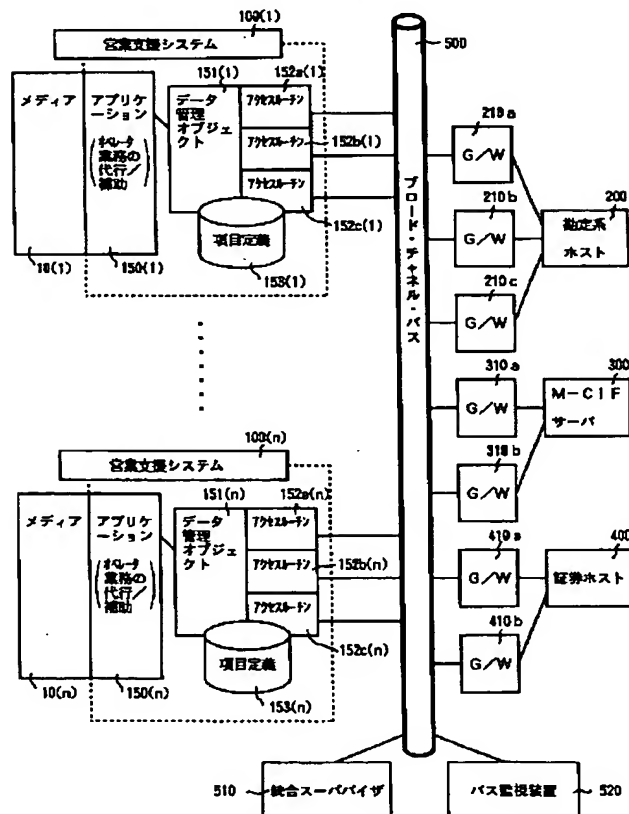 100(1)
営業支援システム
151(1)
152a(1)
500
メディア
アプリケ
ーション
(オペレータ
業務の
代行／
補助)
データ
管理
オブジェクト
アクセスルーチン
アクセスルーチン
152b(1)
アクセスルーチン
152c(1)
項目定義
10(1)
150(1)
153(1)
ブロード・チャネル・バス
210a
G／W
210b
G／W
200
勘定系
ホスト
210c
G／W
310a
G／W
300
M－CIF
サーバ
310b
G／W
410a
G／W
400
証券ホスト
410b
G／W
100(n)
営業支援システム
151(n)
152a(n)
メディア
アプリケ
ーション
(オペレータ
業務の
代行／
補助)
データ
管理
オブジェクト
アクセスルーチン
アクセスルーチン
152b(n)
アクセスルーチン
152c(n)
項目定義
10(n)
150(n)
153(n)
510
統合スーパバイザ
バス監視装置
520